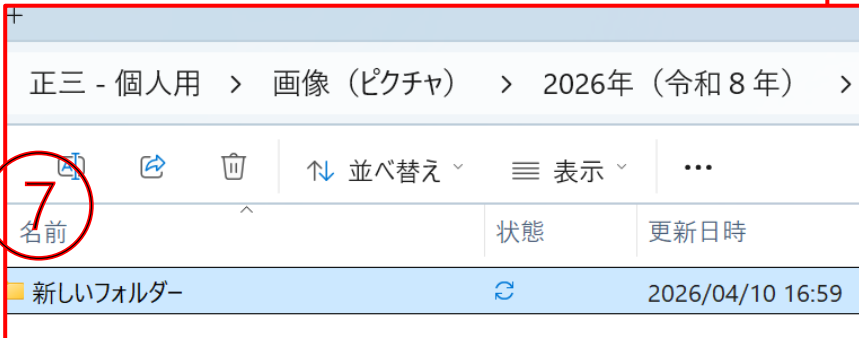 +
正三 - 個人用 > 画像（ピクチャ） > 2026年（令和８年） >
並べ替え 表示 ...
⑦
名前 状態 更新日時
新しいフォルダー 2026/04/10 16:59